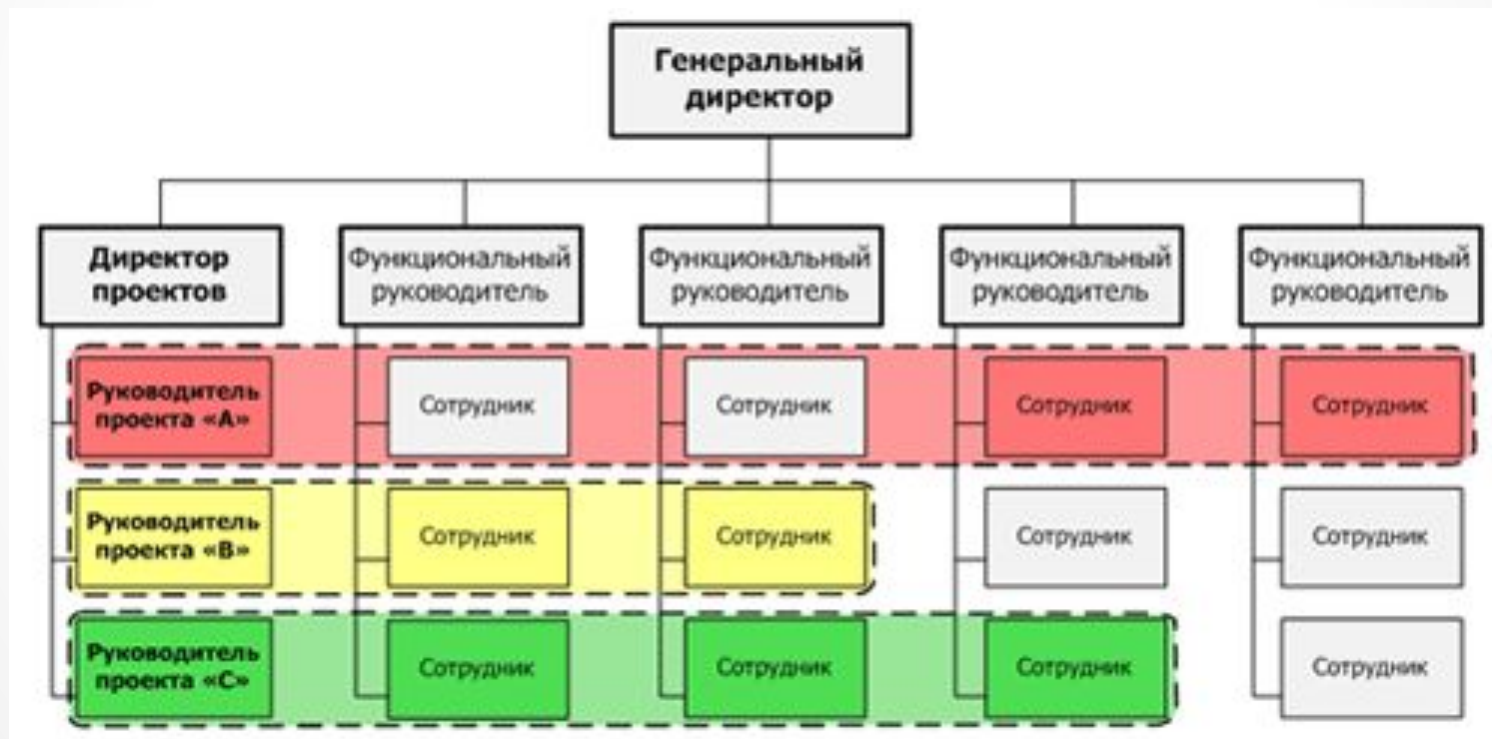 Генеральный
директор
Директор
проектов
Функциональный
руководитель
Функциональный
руководитель
Функциональный
руководитель
Функциональный
руководитель
Руководитель
проекта «А»
Сотрудник
Сотрудник
Сотрудник
Сотрудник
Руководитель
проекта «В»
Сотрудник
Сотрудник
Сотрудник
Сотрудник
Руководитель
проекта «С»
Сотрудник
Сотрудник
Сотрудник
Сотрудник